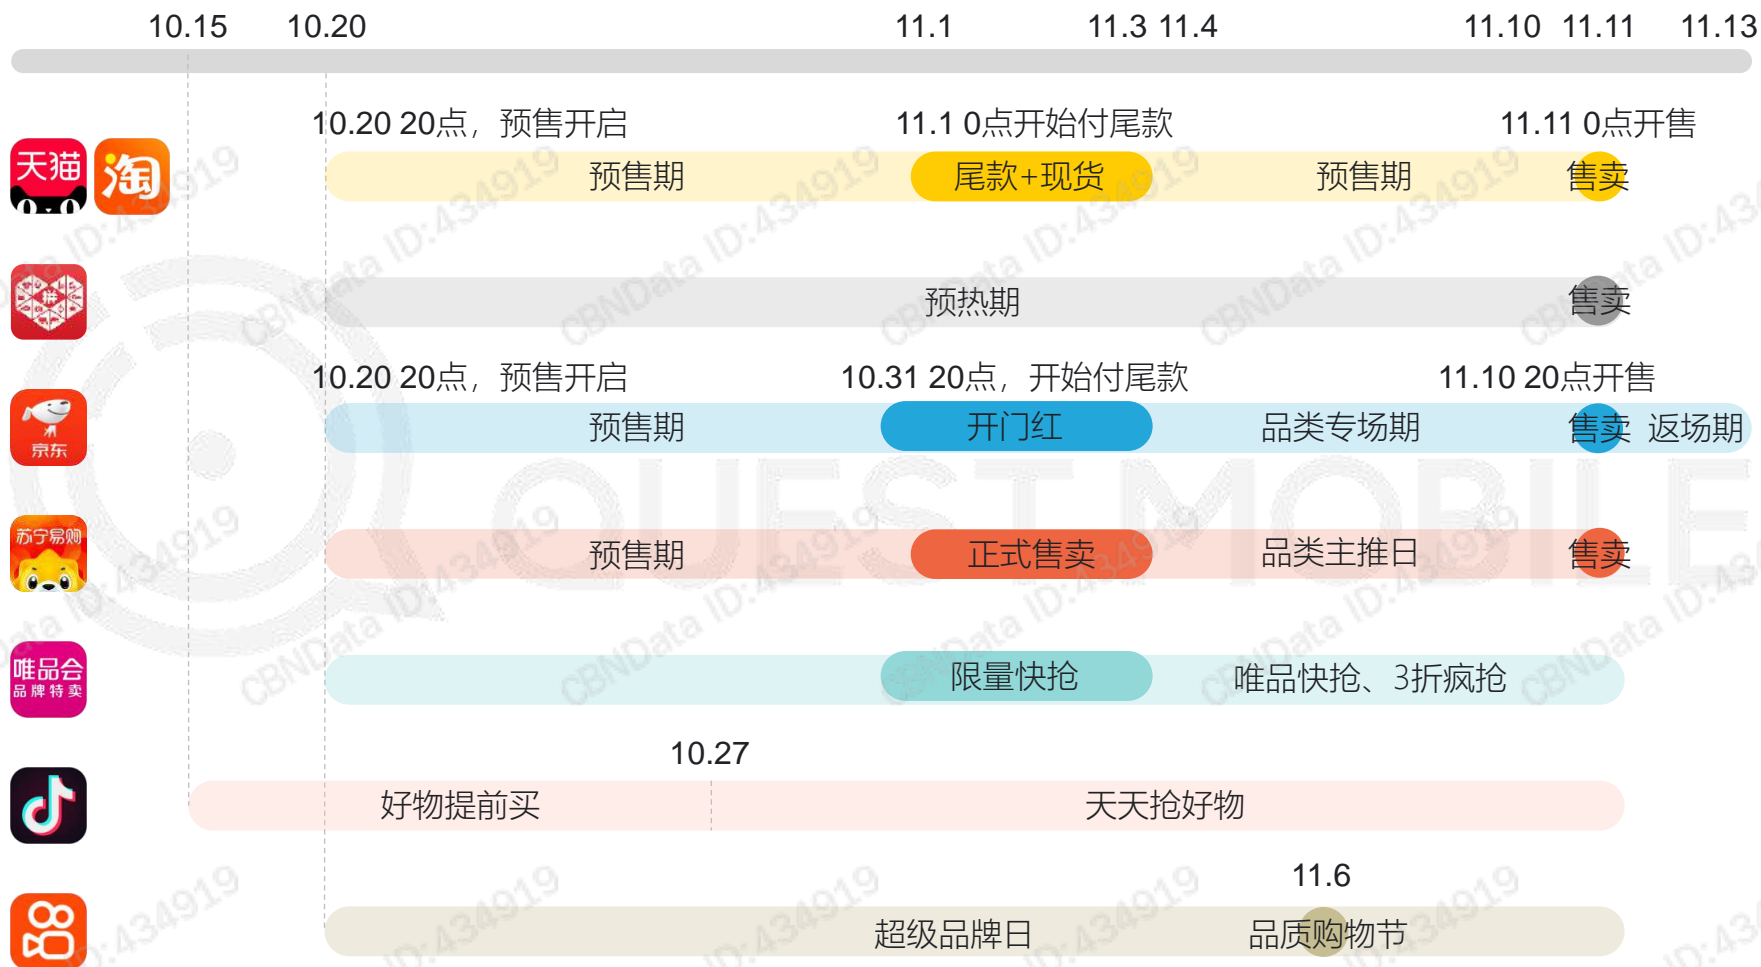 10.15 10.20 11.1 11.3 11.4 11.10 11.11 11.13
10.20 20点，预售开启 11.1 0点开始付尾款 11.11 0点开售
天猫 淘 预售期 尾款+现货 预售期 售卖
拼 预热期 售卖
10.20 20点，预售开启 10.31 20点，开始付尾款 11.10 20点开售
京东 预售期 开门红 品类专场期 售卖 返场期
苏宁易购 预售期 正式售卖 品类主推日 售卖
唯品会
品牌特卖
限量快抢 唯品快抢、3折疯抢
10.27
好物提前买 天天抢好物
11.6
超级品牌日 品质购物节
QUEST MOBILE
CBNData ID:434919